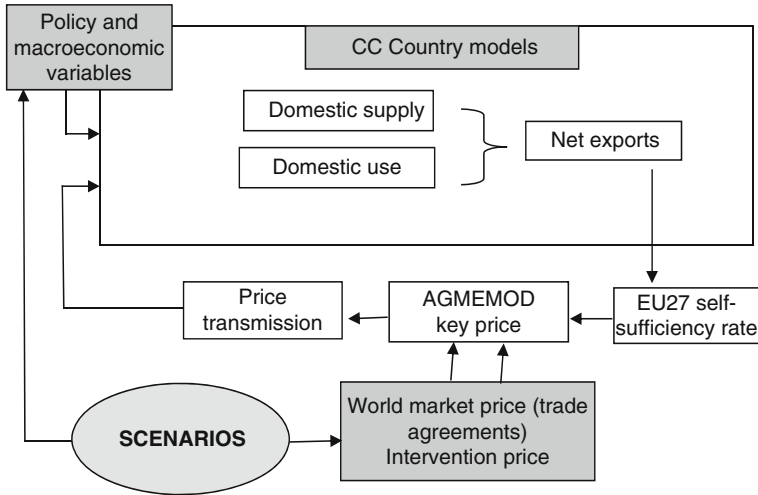 Policy and
macroeconomic
variables
CC Country models
Domestic supply
Domestic use
Net exports
Price
transmission
AGMEMOD
key price
EU27 self-
sufficiency rate
SCENARIOS
World market price (trade
agreements)
Intervention price